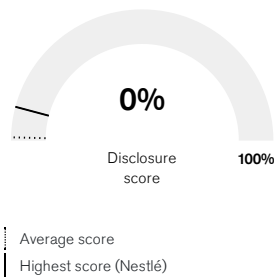 0%
Disclosure
score
100%
Average score
Highest score (Nestlé)